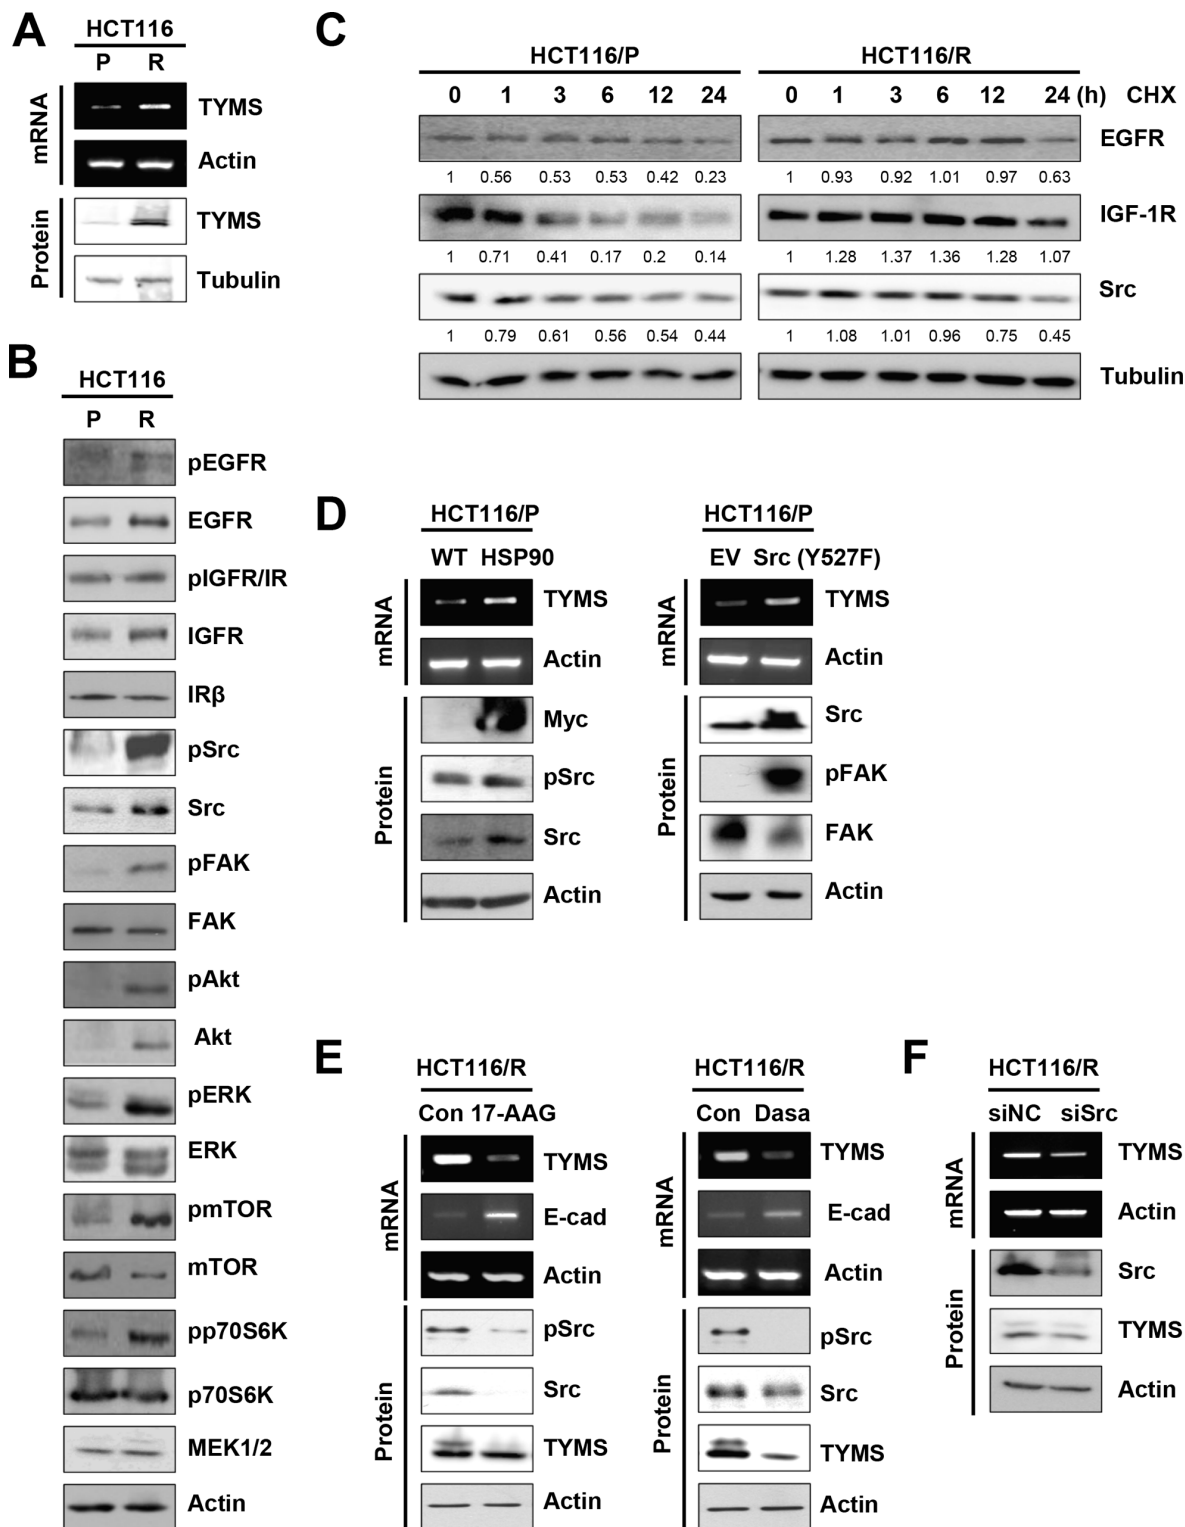 A
HCT116
P R
mRNA
TYMS
Actin
Protein
TYMS
Tubulin
B
HCT116
P R
pEGFR
EGFR
pIGFR/IR
IGFR
IRβ
pSrc
Src
pFAK
FAK
pAkt
Akt
pERK
ERK
pmTOR
mTOR
pp70S6K
p70S6K
MEK1/2
Actin
C
HCT116/P HCT116/R
0 1 3 6 12 24 0 1 3 6 12 24 (h) CHX
EGFR
1 0.56 0.53 0.53 0.42 0.23 1 0.93 0.92 1.01 0.97 0.63
IGF-1R
1 0.71 0.41 0.17 0.2 0.14 1 1.28 1.37 1.36 1.28 1.07
Src
1 0.79 0.61 0.56 0.54 0.44 1 1.08 1.01 0.96 0.75 0.45
Tubulin
D
HCT116/P
WT HSP90
mRNA
TYMS
Actin
Protein
Myc
pSrc
Src
Actin
HCT116/P
EV Src (Y527F)
mRNA
TYMS
Actin
Protein
Src
pFAK
FAK
Actin
E
HCT116/R
Con 17-AAG
mRNA
TYMS
E-cad
Actin
Protein
pSrc
Src
TYMS
Actin
HCT116/R
Con Dasa
mRNA
TYMS
E-cad
Actin
Protein
pSrc
Src
TYMS
Actin
F
HCT116/R
siNC siSrc
mRNA
TYMS
Actin
Protein
Src
TYMS
Actin